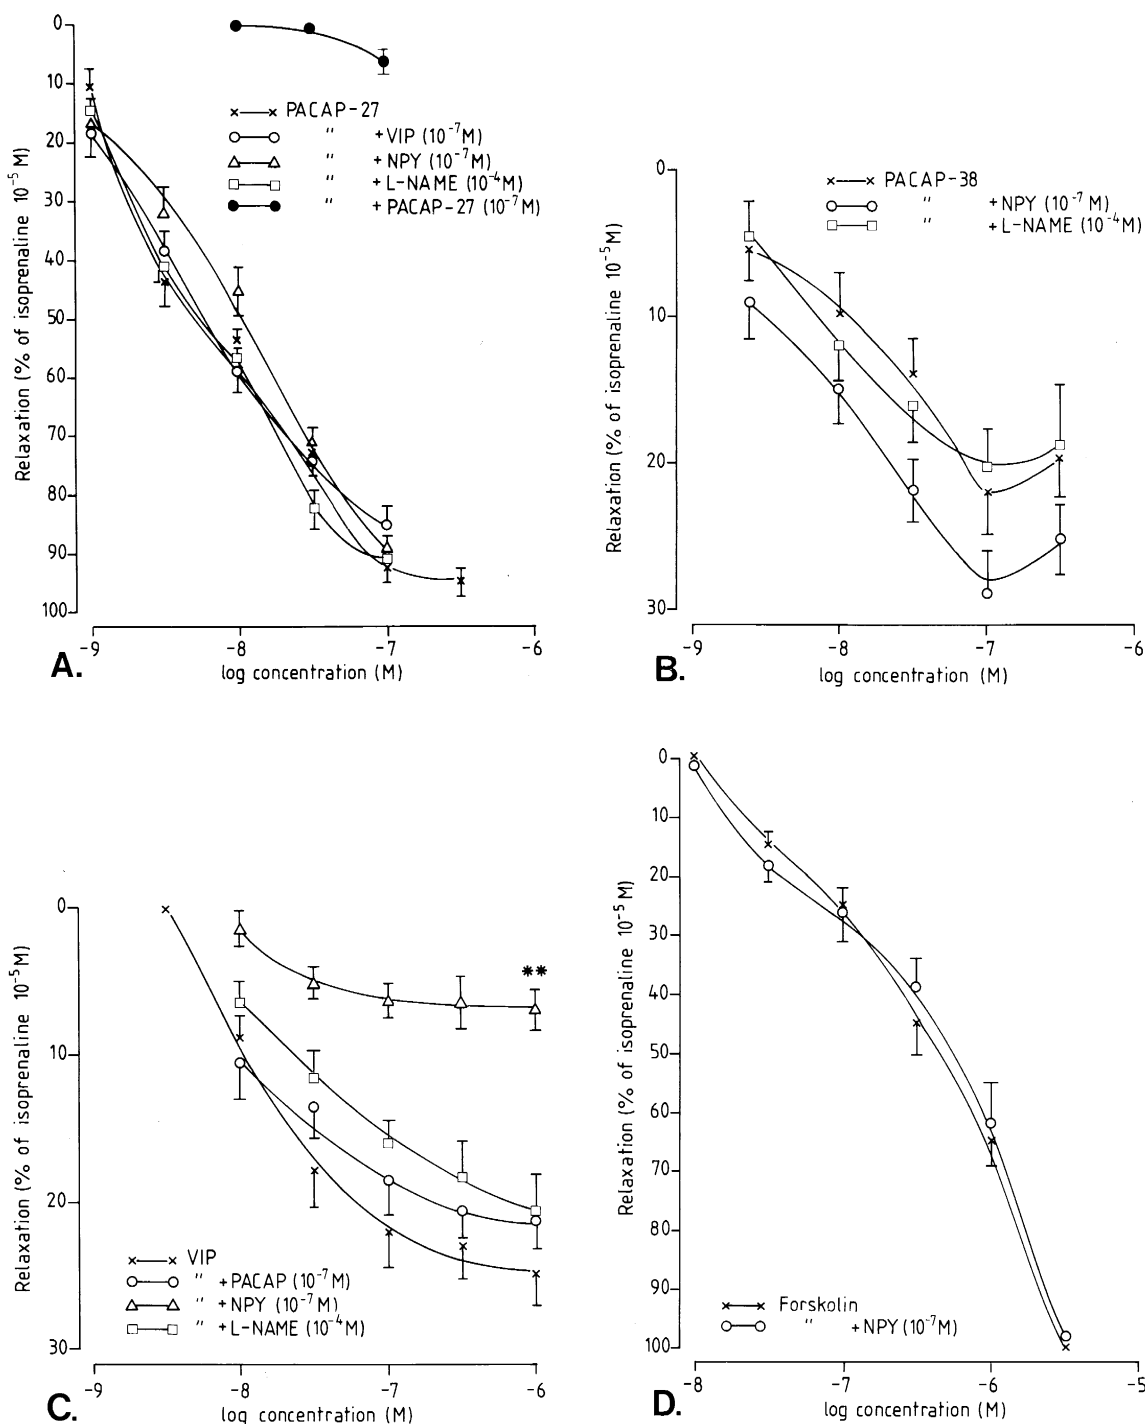 0
10
20
30
40
50
60
70
80
90
100
Relaxation (% of isoprenaline 10⁻⁵M)
×—× PACAP-27
" +VIP (10⁻⁷M)
" +NPY (10⁻⁷M)
" +L-NAME (10⁻⁴M)
" +PACAP-27 (10⁻⁷M)
-9 -8 -7 -6
log concentration (M)
A.
0
10
20
30
Relaxation (% of isoprenaline 10⁻⁵M)
×—× PACAP-38
" +NPY (10⁻⁷M)
" +L-NAME (10⁻⁴M)
-9 -8 -7 -6
log concentration (M)
B.
0
10
20
30
Relaxation (% of isoprenaline 10⁻⁵M)
**
×—× VIP
" +PACAP (10⁻⁷M)
" +NPY (10⁻⁷M)
" +L-NAME (10⁻⁴M)
-9 -8 -7 -6
log concentration (M)
C.
0
10
20
30
40
50
60
70
80
90
100
Relaxation (% of isoprenaline 10⁻⁵M)
×—× Forskolin
" +NPY (10⁻⁷M)
-8 -7 -6 -5
log concentration (M)
D.